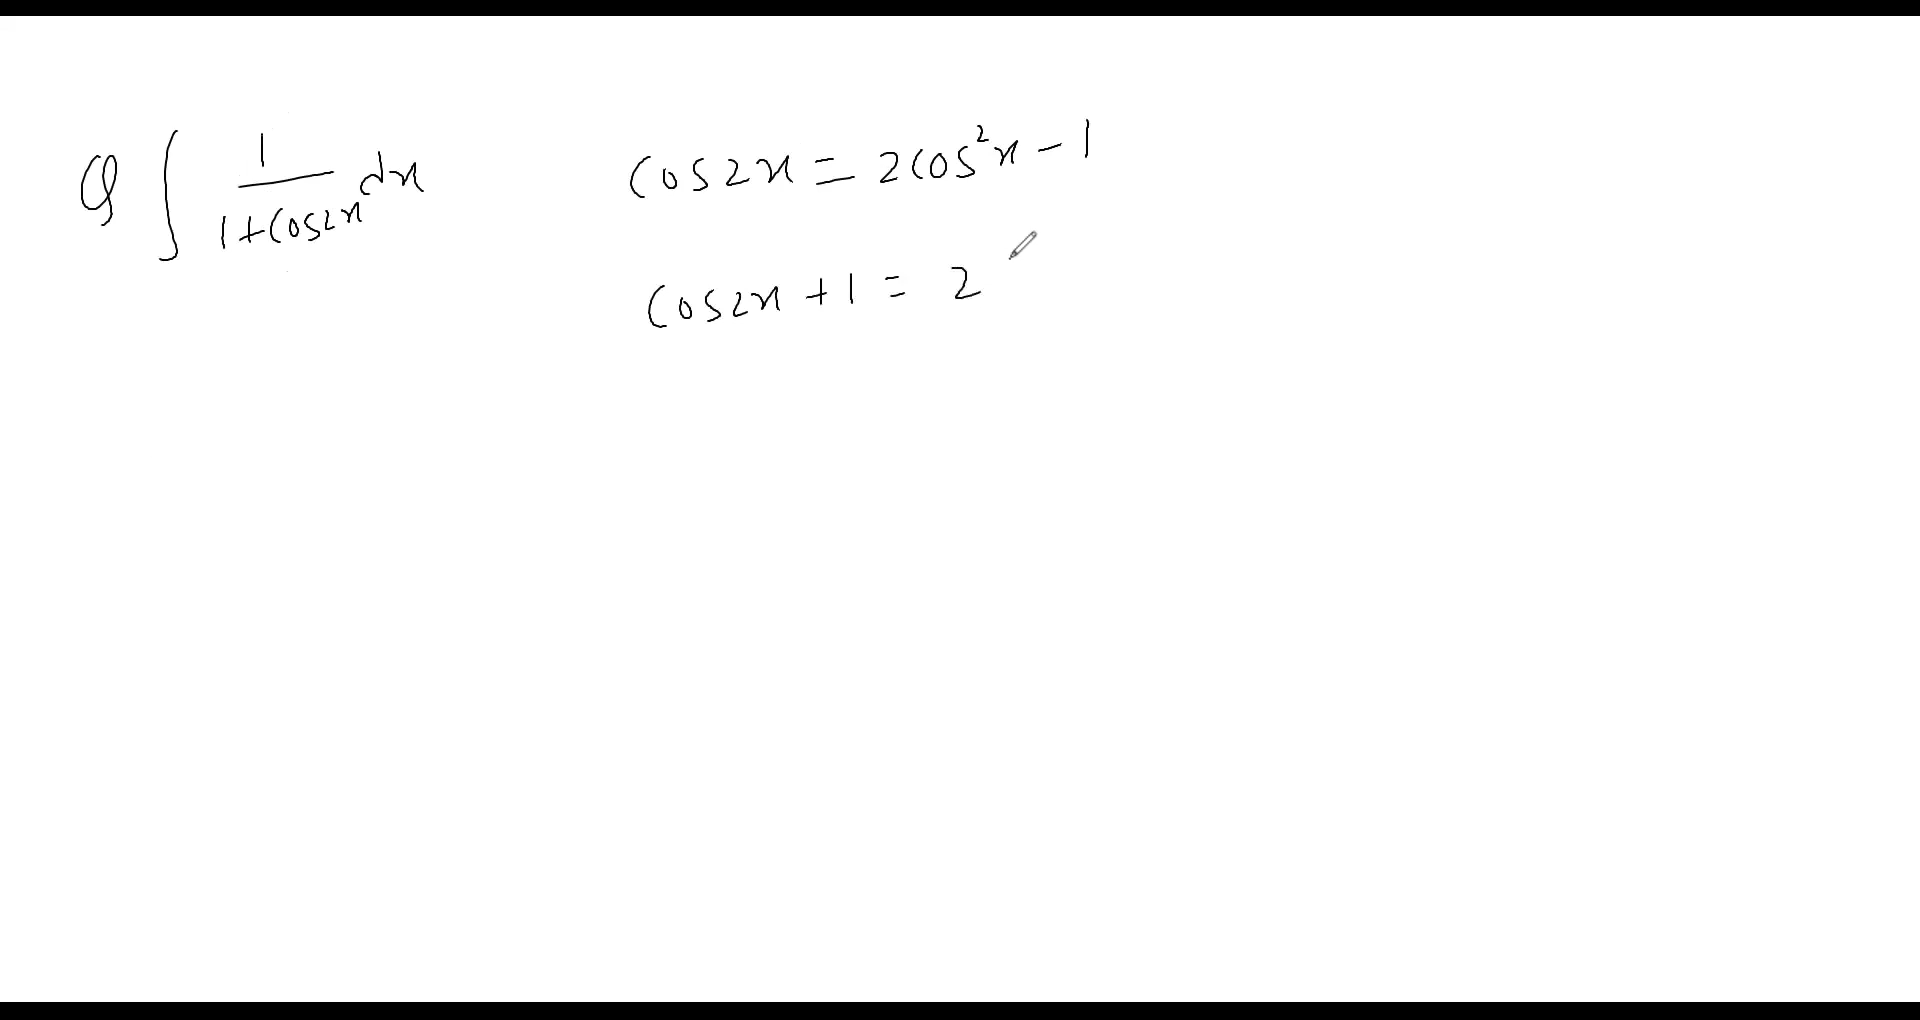 Q ∫ 1/(1+cos2x) dx
cos2x = 2cos²x - 1
cos2x + 1 = 2